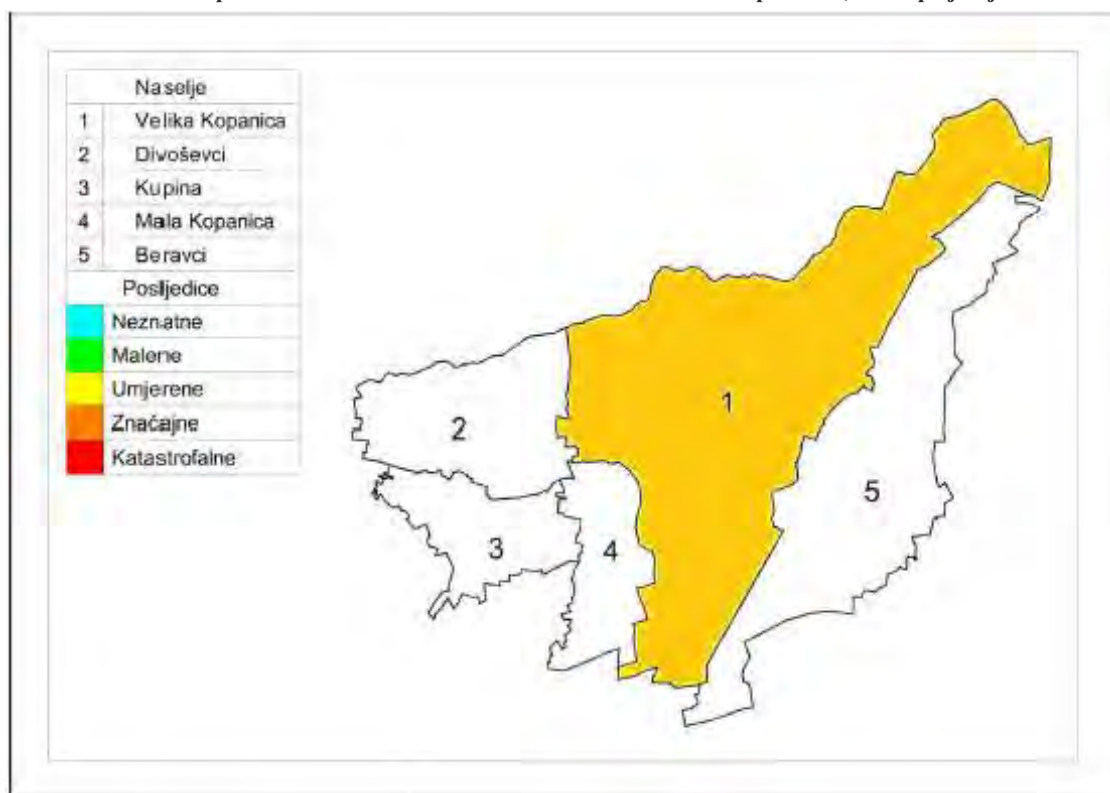 Naselje
1 Velika Kopanica
2 Divoševci
3 Kupina
4 Mala Kopanica
5 Beravci
Posljedice
Neznatne
Malene
Umjerene
Značajne
Katastrofalne
1
2
3
4
5